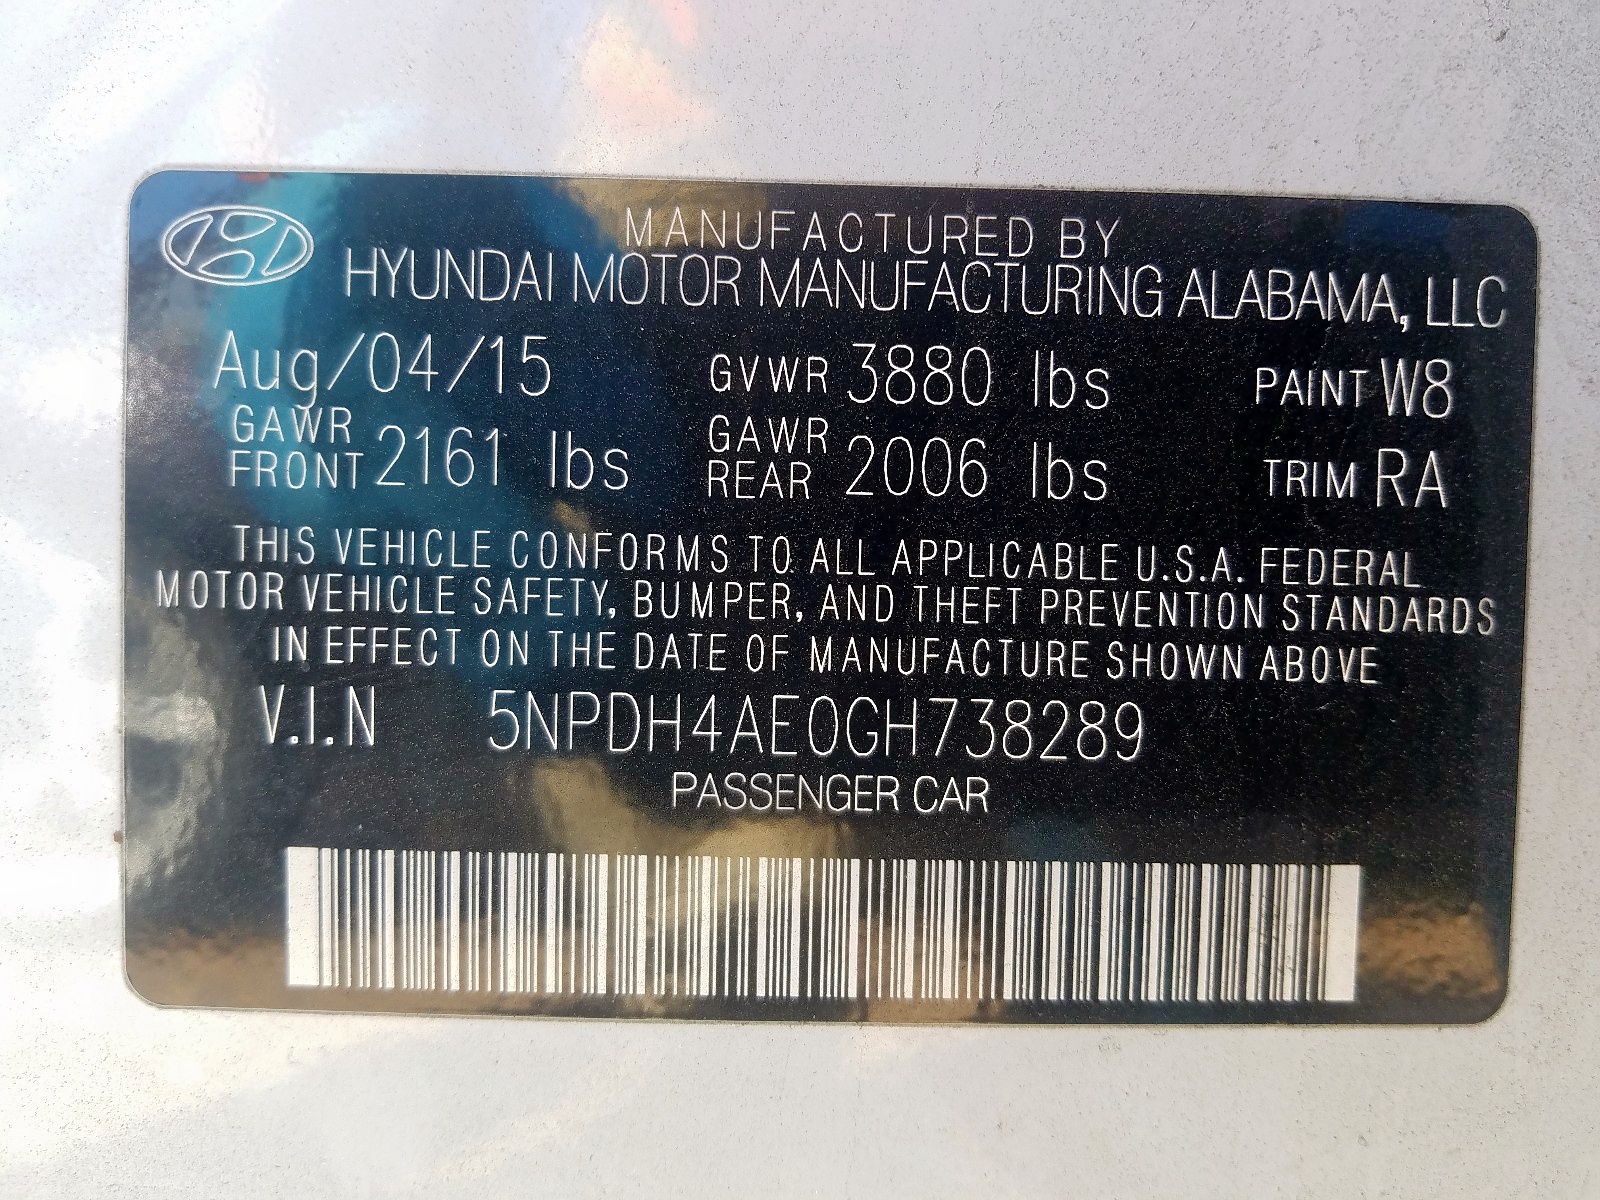 MANUFACTURED BY
HYUNDAI MOTOR MANUFACTURING ALABAMA, LLC
Aug/04/15 GVWR 3880 lbs PAINT W8
GAWR FRONT 2161 lbs GAWR REAR 2006 lbs TRIM RA
THIS VEHICLE CONFORMS TO ALL APPLICABLE U.S.A. FEDERAL
MOTOR VEHICLE SAFETY, BUMPER, AND THEFT PREVENTION STANDARDS
IN EFFECT ON THE DATE OF MANUFACTURE SHOWN ABOVE
V.I.N 5NPDH4AE0GH738289
PASSENGER CAR